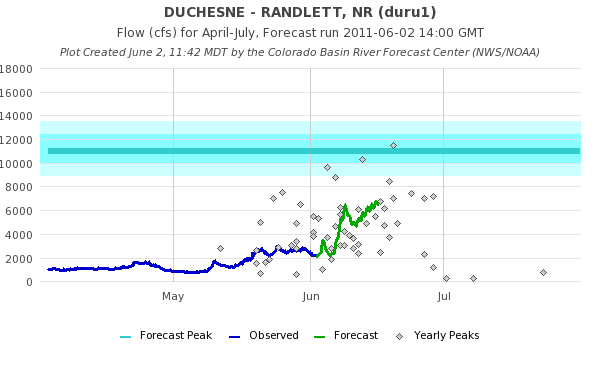 DUCHESNE - RANDLETT, NR (duru1)
Flow (cfs) for April-July, Forecast run 2011-06-02 14:00 GMT
Plot Created June 2, 11:42 MDT by the Colorado Basin River Forecast Center (NWS/NOAA)
18000
16000
14000
12000
10000
8000
6000
4000
2000
0
May Jun Jul
Forecast Peak Observed Forecast Yearly Peaks